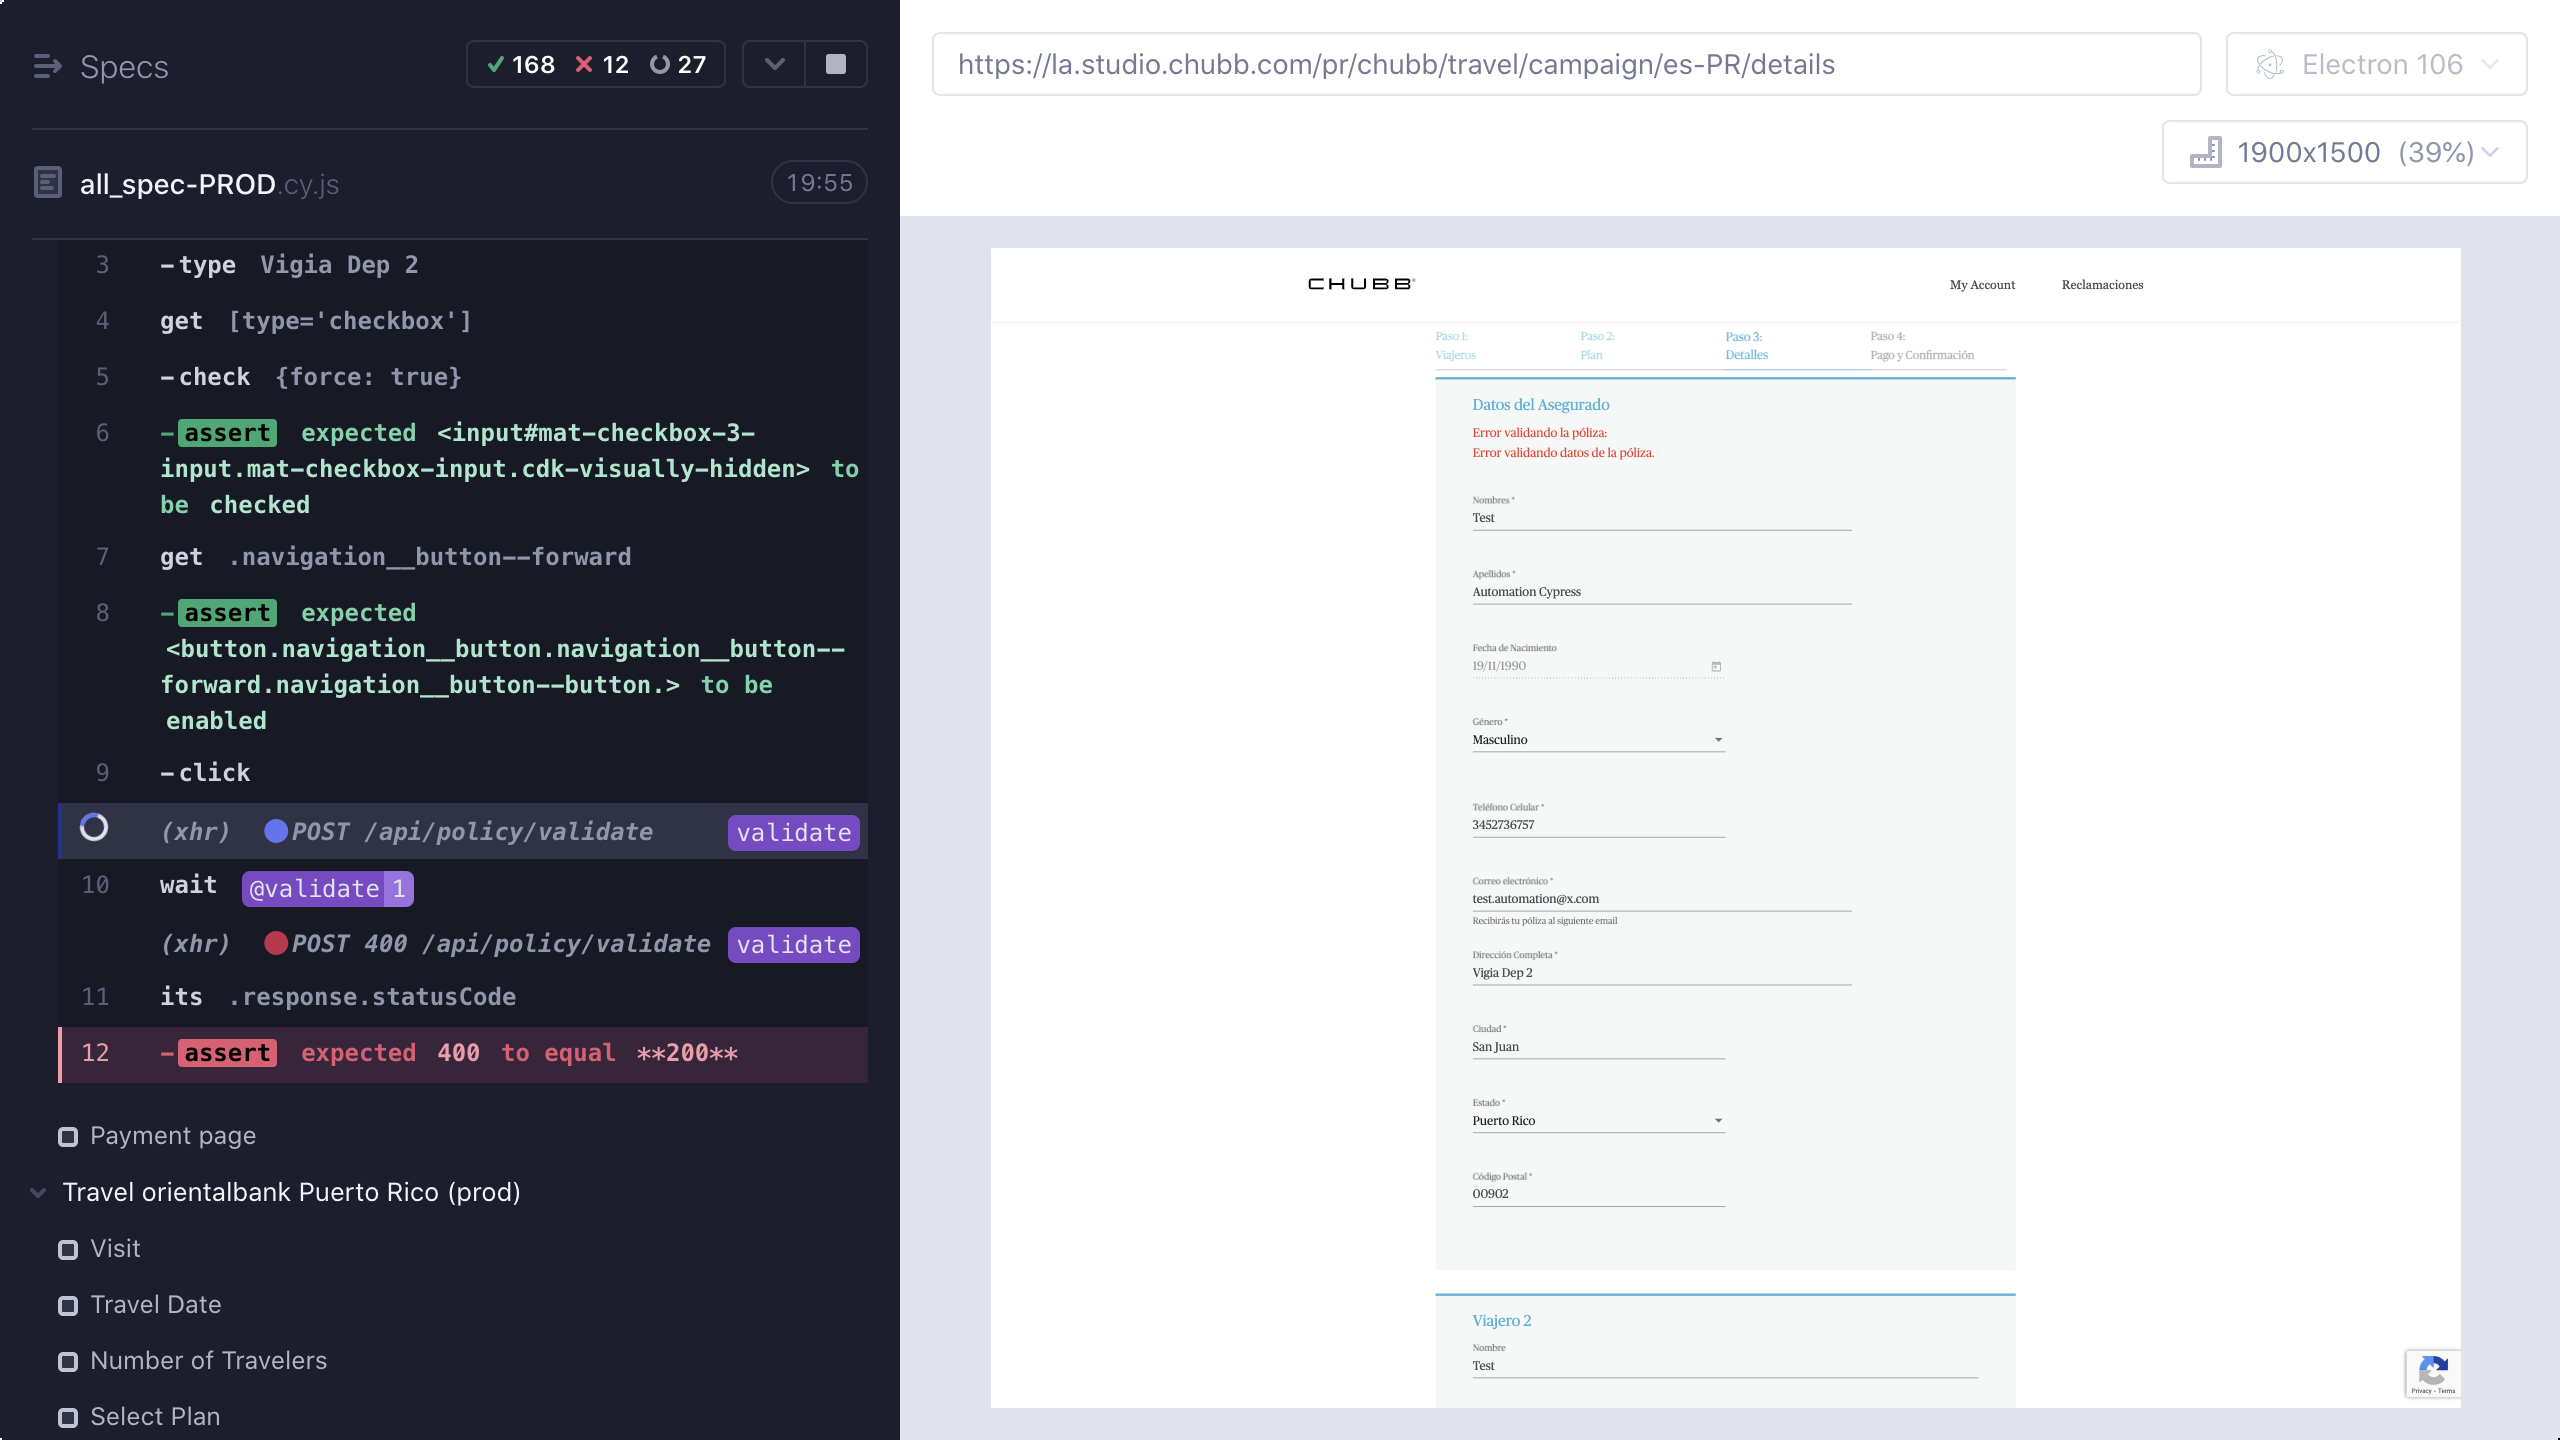 Specs
168 12 27
all_spec-PROD.cy.js 19:55
3 -type Vigia Dep 2
4 get [type='checkbox']
5 -check {force: true}
6 -assert expected <input#mat-checkbox-3-
input.mat-checkbox-input.cdk-visually-hidden> to
be checked
7 get .navigation__button--forward
8 -assert expected
<button.navigation__button.navigation__button--
forward.navigation__button--button.> to be
enabled
9 -click
(xhr) POST /api/policy/validate validate
10 wait @validate 1
(xhr) POST 400 /api/policy/validate validate
11 its .response.statusCode
12 -assert expected 400 to equal **200**
Payment page
Travel orientalbank Puerto Rico (prod)
Visit
Travel Date
Number of Travelers
Select Plan
https://la.studio.chubb.com/pr/chubb/travel/campaign/es-PR/details
Electron 106
1900x1500 (39%)
CHUBB®
My Account
Reclamaciones
Paso 1:
Viajeros
Paso 2:
Plan
Paso 3:
Detalles
Paso 4:
Pago y Confirmación
Datos del Asegurado
Error validando la póliza:
Error validando datos de la póliza.
Nombres *
Test
Apellidos *
Automation Cypress
Fecha de Nacimiento
19/11/1990
Género *
Masculino
Teléfono Celular *
3452736757
Correo electrónico *
test.automation@x.com
Recibirás tu póliza al siguiente email
Dirección Completa *
Vigia Dep 2
Ciudad *
San Juan
Estado *
Puerto Rico
Código Postal *
00902
Viajero 2
Nombre
Test
Privacy - Terms